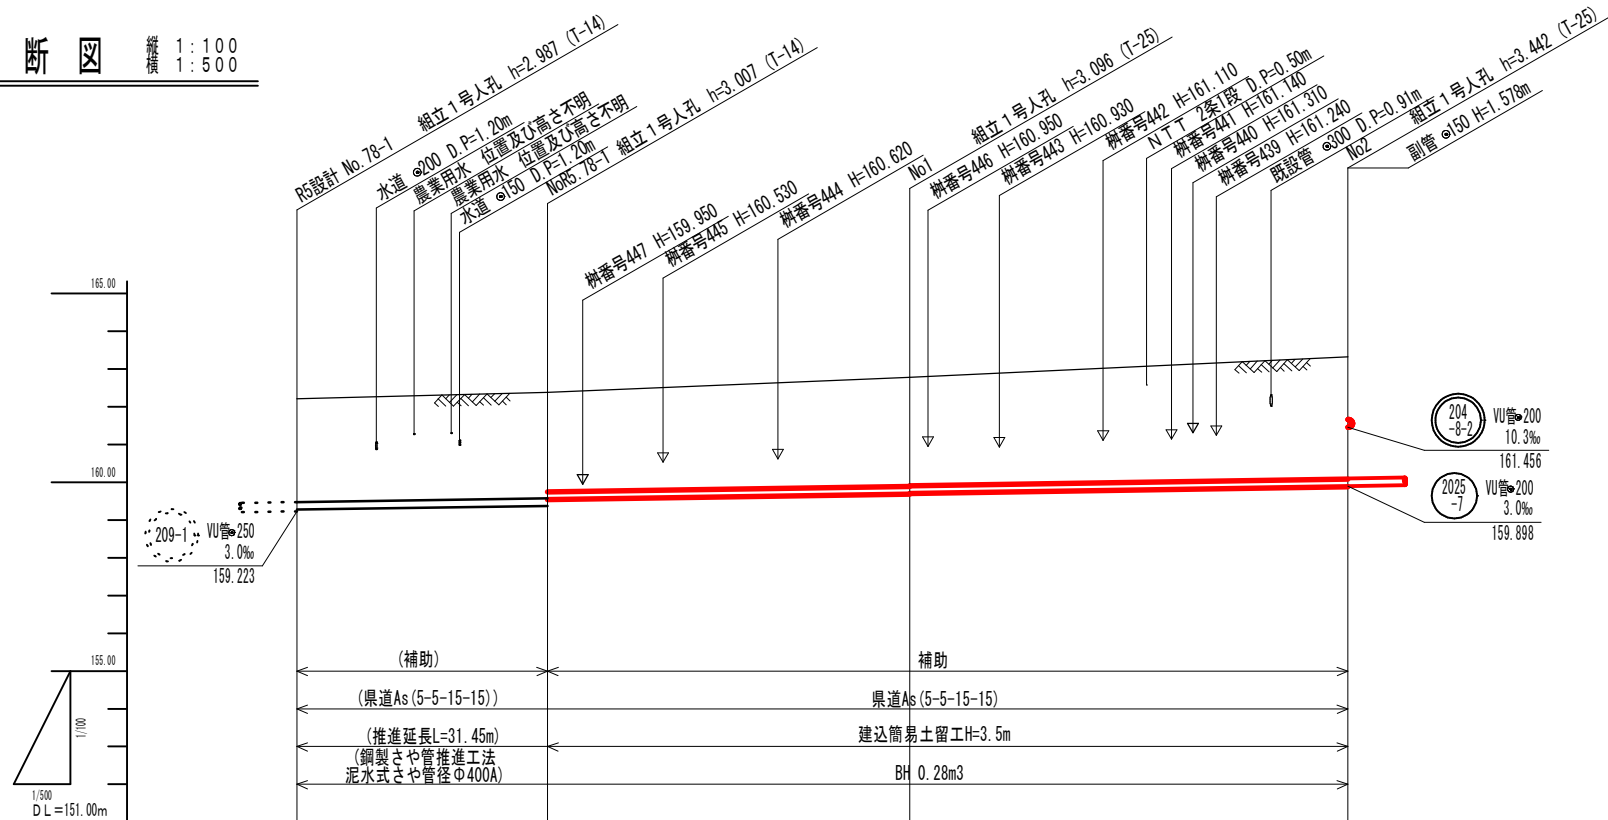 断 図
縦 1:100
横 1:500
R5設計 No.78-1 組立1号人孔 h=2.987 (T-14)
水道 ⌀200 D.P=1.20m
農業用水 位置及び高さ不明
農業用水 位置及び高さ不明
水道 ⌀150 D.P=1.20m
NoR5.78-T 組立1号人孔 h=3.007 (T-14)
桝番号447 H=159.950
桝番号445 H=160.530
桝番号444 H=160.620
No1 組立1号人孔 h=3.096 (T-25)
桝番号446 H=160.950
桝番号443 H=160.930
桝番号442 H=161.110
NTT 2条1段 D.P=0.50m
桝番号441 H=161.140
桝番号440 H=161.310
桝番号439 H=161.240
既設管 ⌀300 D.P=0.91m
No2 組立1号人孔 h=3.442 (T-25)
副管 ⌀150 H=1.578m
165.00
160.00
155.00
204
-8-2
VU管⌀200
10.3‰
161.456
2025
-7
VU管⌀200
3.0‰
159.898
209-1
VU管⌀250
3.0‰
159.223
(補助)
補助
(県道As(5-5-15-15))
県道As(5-5-15-15)
(推進延長L=31.45m)
建込簡易土留工H=3.5m
(鋼製さや管推進工法
泥水式さや管径Φ400A)
BH 0.28m3
1/100
1/500
DL=151.00m